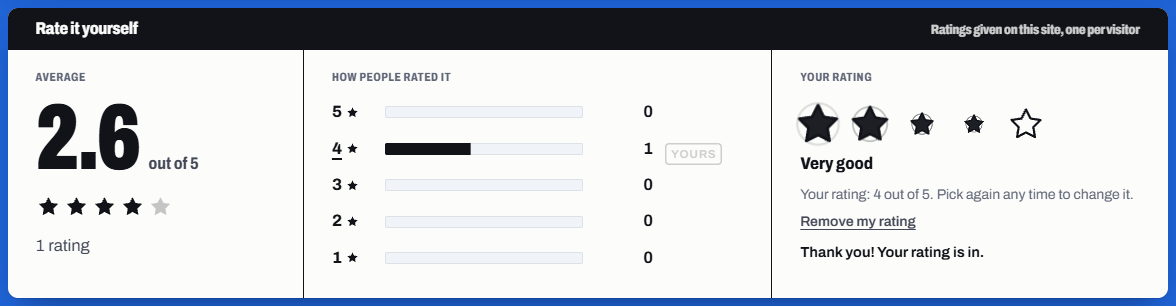 Rate it yourself
Ratings given on this site, one per visitor
AVERAGE
2.6 out of 5
1 rating
HOW PEOPLE RATED IT
5 ★ 0
4 ★ 1 YOURS
3 ★ 0
2 ★ 0
1 ★ 0
YOUR RATING
Very good
Your rating: 4 out of 5. Pick again any time to change it.
Remove my rating
Thank you! Your rating is in.